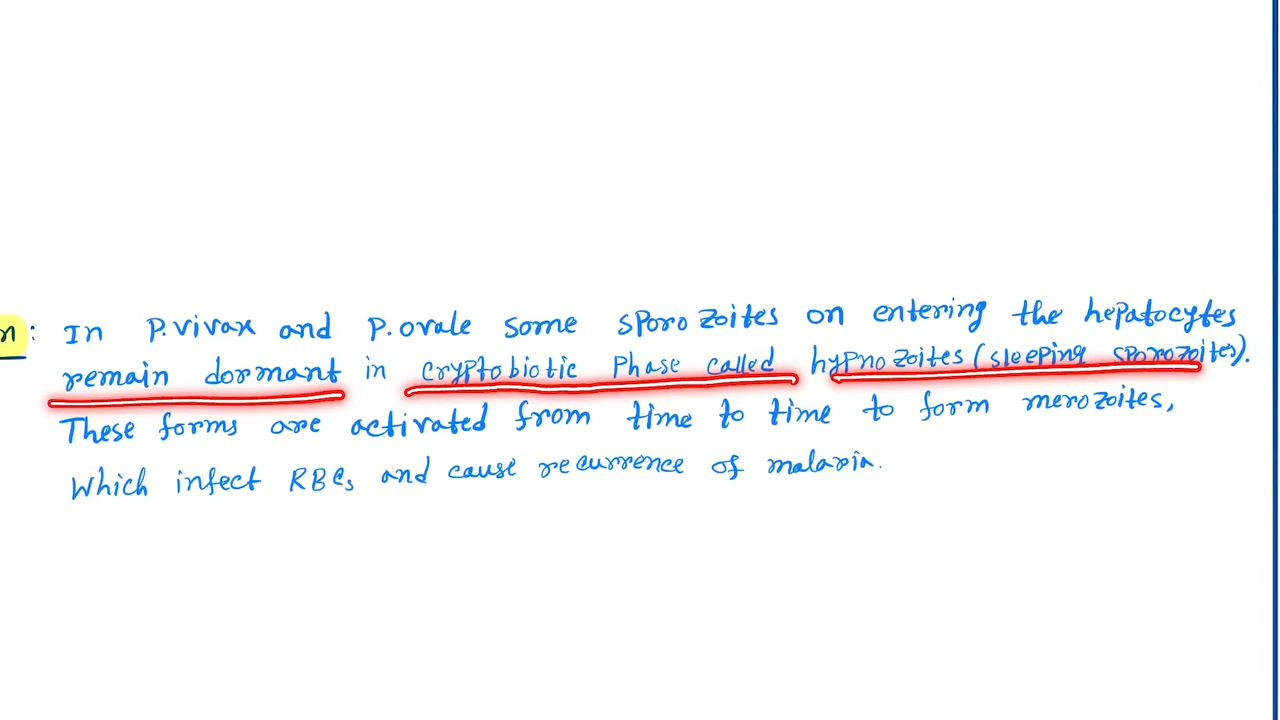 n: In P.vivax and P.ovale some sporozoites on entering the hepatocytes
remain dormant in cryptobiotic phase called hypnozoites (sleeping sporozoites).
These forms are activated from time to time to form merozoites,
Which infect RBCs and cause recurrence of malaria.